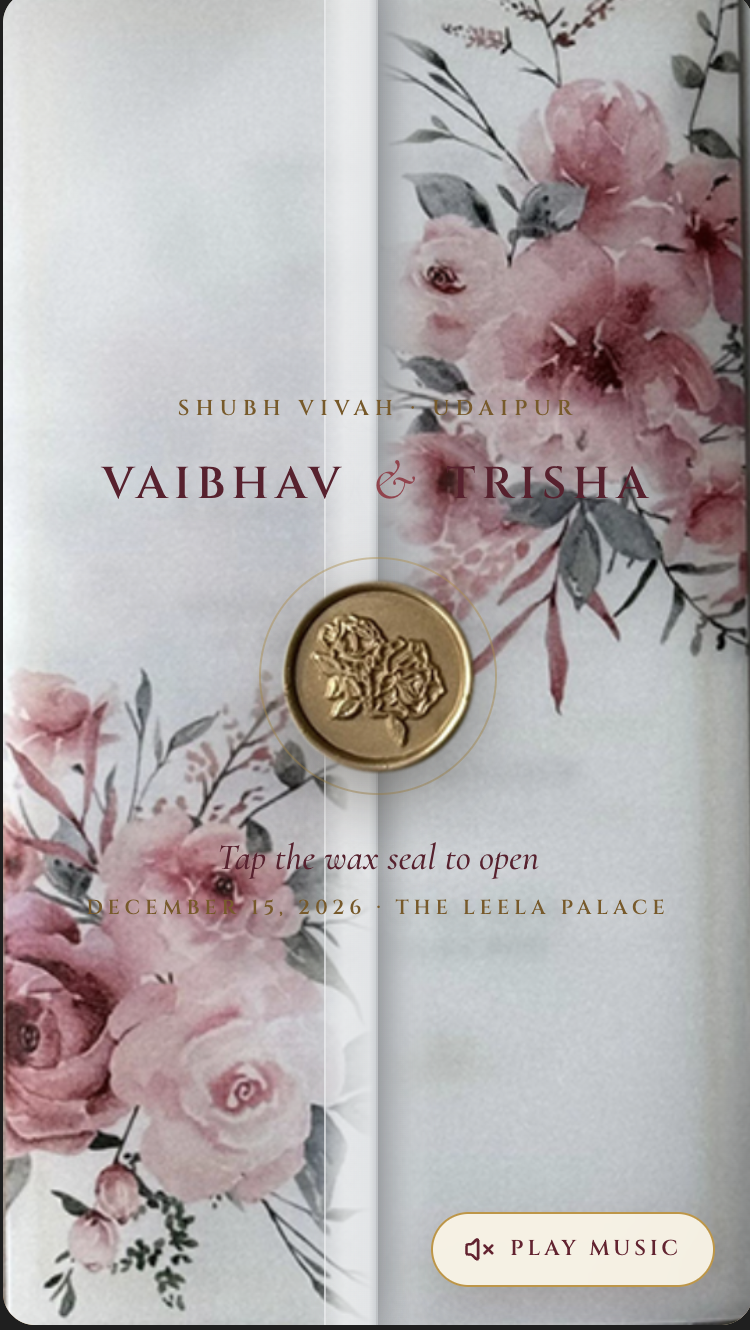 SHUBH VIVAH · UDAIPUR
VAIBHAV & TRISHA
Tap the wax seal to open
DECEMBER 15, 2026 · THE LEELA PALACE
PLAY MUSIC